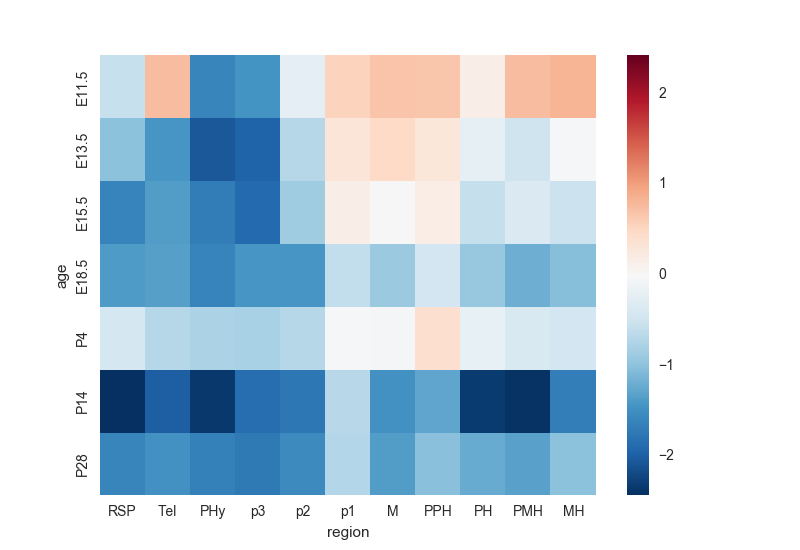 E11.5
E13.5
E15.5
E18.5
P4
P14
P28
age
RSP Tel PHy p3 p2 p1 M PPH PH PMH MH
region
2
1
0
−1
−2